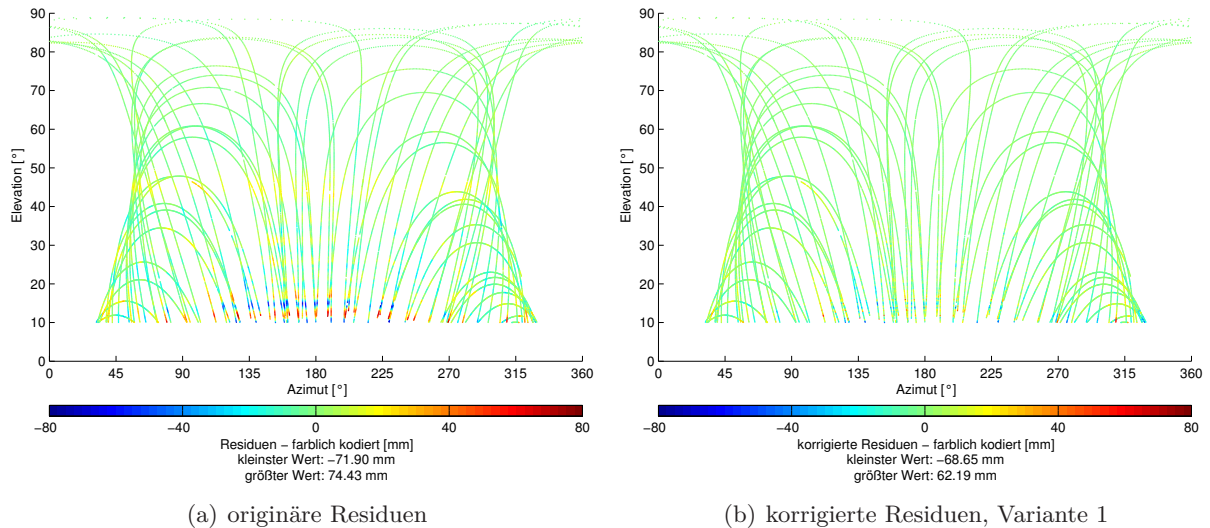 90
80
70
60
50
40
30
20
10
0
Elevation [°]
0 45 90 135 180 225 270 315 360
Azimut [°]
−80 −40 0 40 80
Residuen − farblich kodiert [mm]
kleinster Wert: −71.90 mm
größter Wert: 74.43 mm
(a) originäre Residuen
90
80
70
60
50
40
30
20
10
0
Elevation [°]
0 45 90 135 180 225 270 315 360
Azimut [°]
−80 −40 0 40 80
korrigierte Residuen − farblich kodiert [mm]
kleinster Wert: −68.65 mm
größter Wert: 62.19 mm
(b) korrigierte Residuen, Variante 1